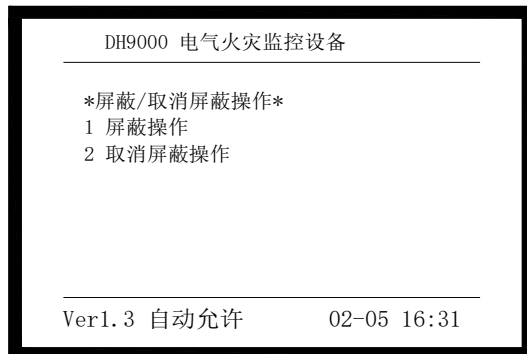 DH9000 电气火灾监控设备
*屏蔽/取消屏蔽操作*
1 屏蔽操作
2 取消屏蔽操作
Ver1.3 自动允许 02-05 16:31